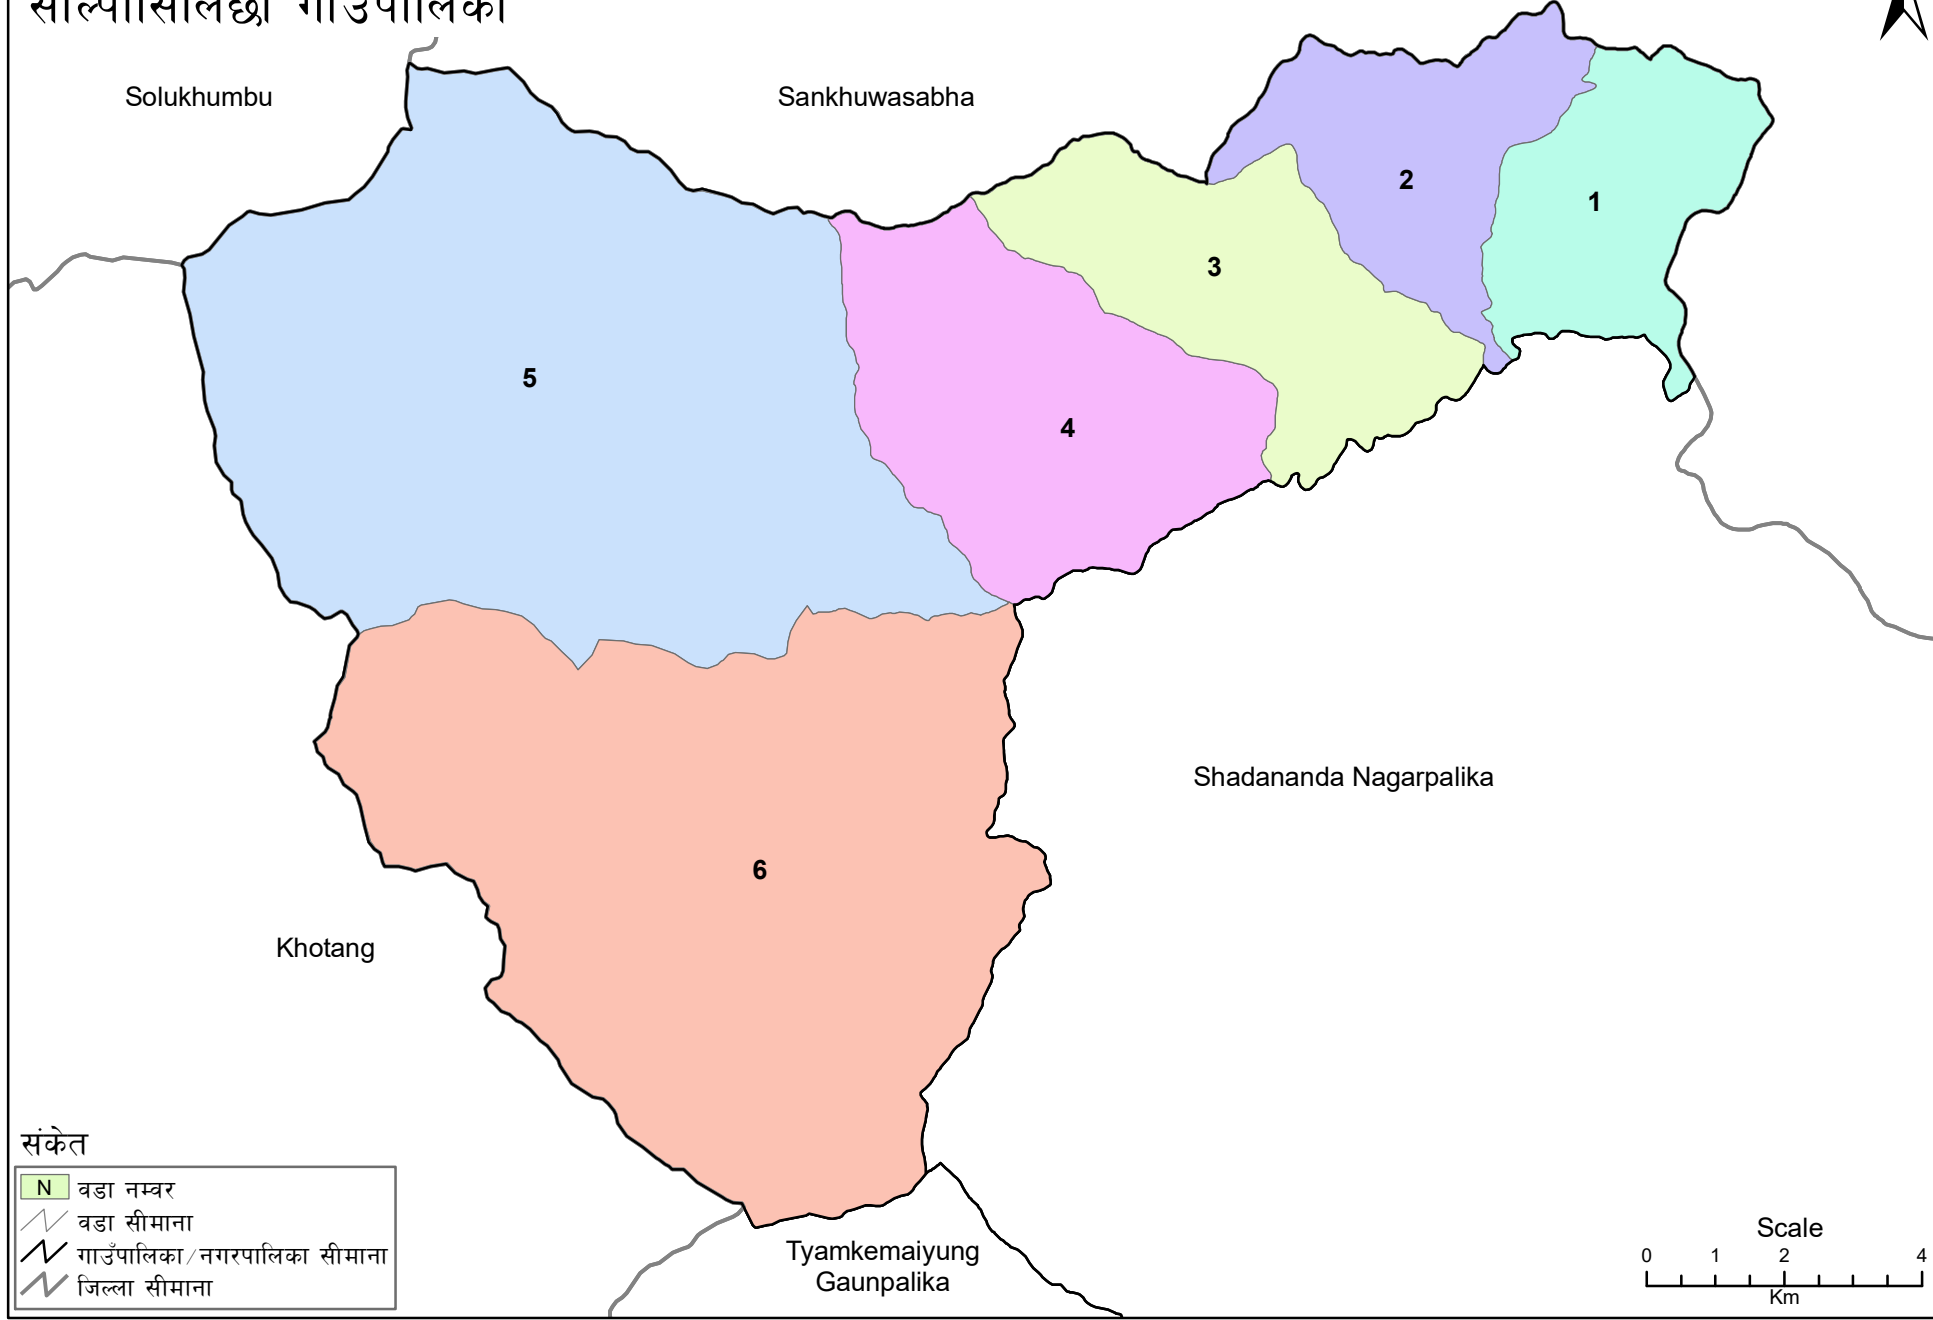 साल्पासिलिछो गाउँपालिका
Solukhumbu
Sankhuwasabha
2
1
3
5
4
Shadananda Nagarpalika
6
Khotang
संकेत
N वडा नम्वर
वडा सीमाना
गाउँपालिका/नगरपालिका सीमाना
जिल्ला सीमाना
Tyamkemaiyung
Gaunpalika
Scale
0 1 2 4
Km